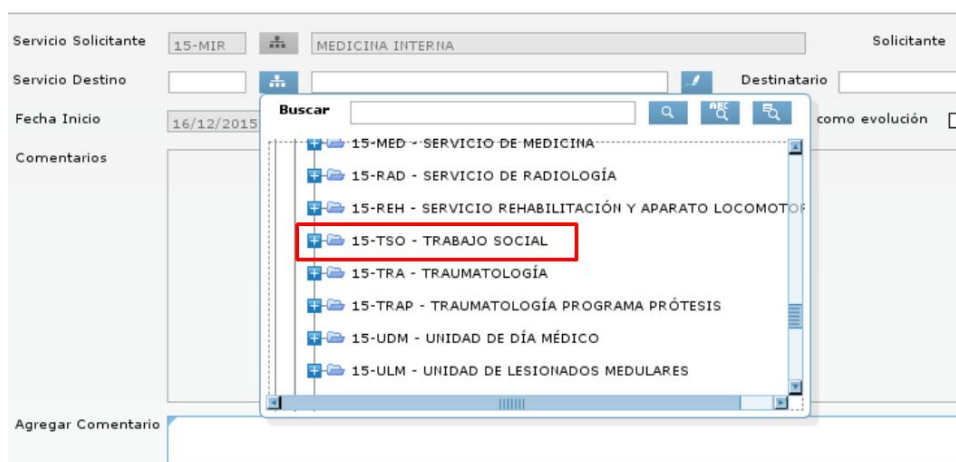 Servicio Solicitante 15-MIR MEDICINA INTERNA Solicitante
Servicio Destino Destinatario
Fecha Inicio 16/12/2015 como evolución
Comentarios
Buscar ABC
15-MED - SERVICIO DE MEDICINA
15-RAD - SERVICIO DE RADIOLOGÍA
15-REH - SERVICIO REHABILITACIÓN Y APARATO LOCOMOTOR
15-TSO - TRABAJO SOCIAL
15-TRA - TRAUMATOLOGÍA
15-TRAP - TRAUMATOLOGÍA PROGRAMA PRÓTESIS
15-UDM - UNIDAD DE DÍA MÉDICO
15-ULM - UNIDAD DE LESIONADOS MEDULARES
Agregar Comentario